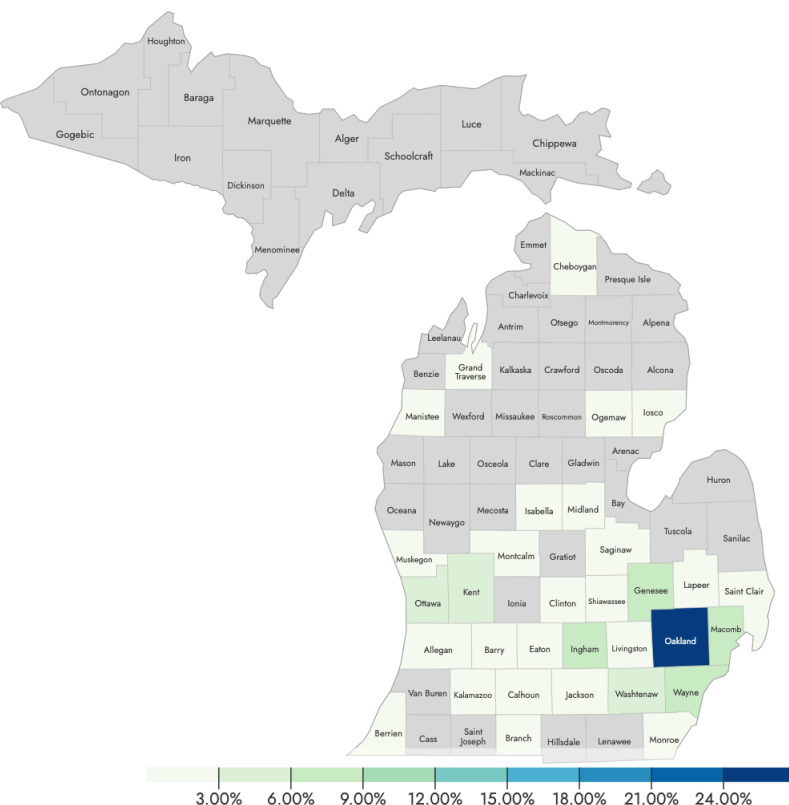 Houghton
Ontonagon
Baraga
Marquette
Gogebic
Iron
Alger
Luce
Chippewa
Schoolcraft
Mackinac
Dickinson
Delta
Menominee
Emmet
Cheboygan
Presque Isle
Charlevoix
Antrim
Otsego
Montmorency
Alpena
Leelanau
Benzie
Grand
Traverse
Kalkaska
Crawford
Oscoda
Alcona
Manistee
Wexford
Missaukee
Roscommon
Ogemaw
Iosco
Arenac
Mason
Lake
Osceola
Clare
Gladwin
Huron
Oceana
Newaygo
Mecosta
Isabella
Midland
Bay
Tuscola
Sanilac
Muskegon
Montcalm
Gratiot
Saginaw
Ottawa
Kent
Ionia
Clinton
Shiawassee
Genesee
Lapeer
Saint Clair
Allegan
Barry
Eaton
Ingham
Livingston
Oakland
Macomb
Van Buren
Kalamazoo
Calhoun
Jackson
Washtenaw
Wayne
Berrien
Cass
Saint
Joseph
Branch
Hillsdale
Lenawee
Monroe
3.00% 6.00% 9.00% 12.00% 15.00% 18.00% 21.00% 24.00%